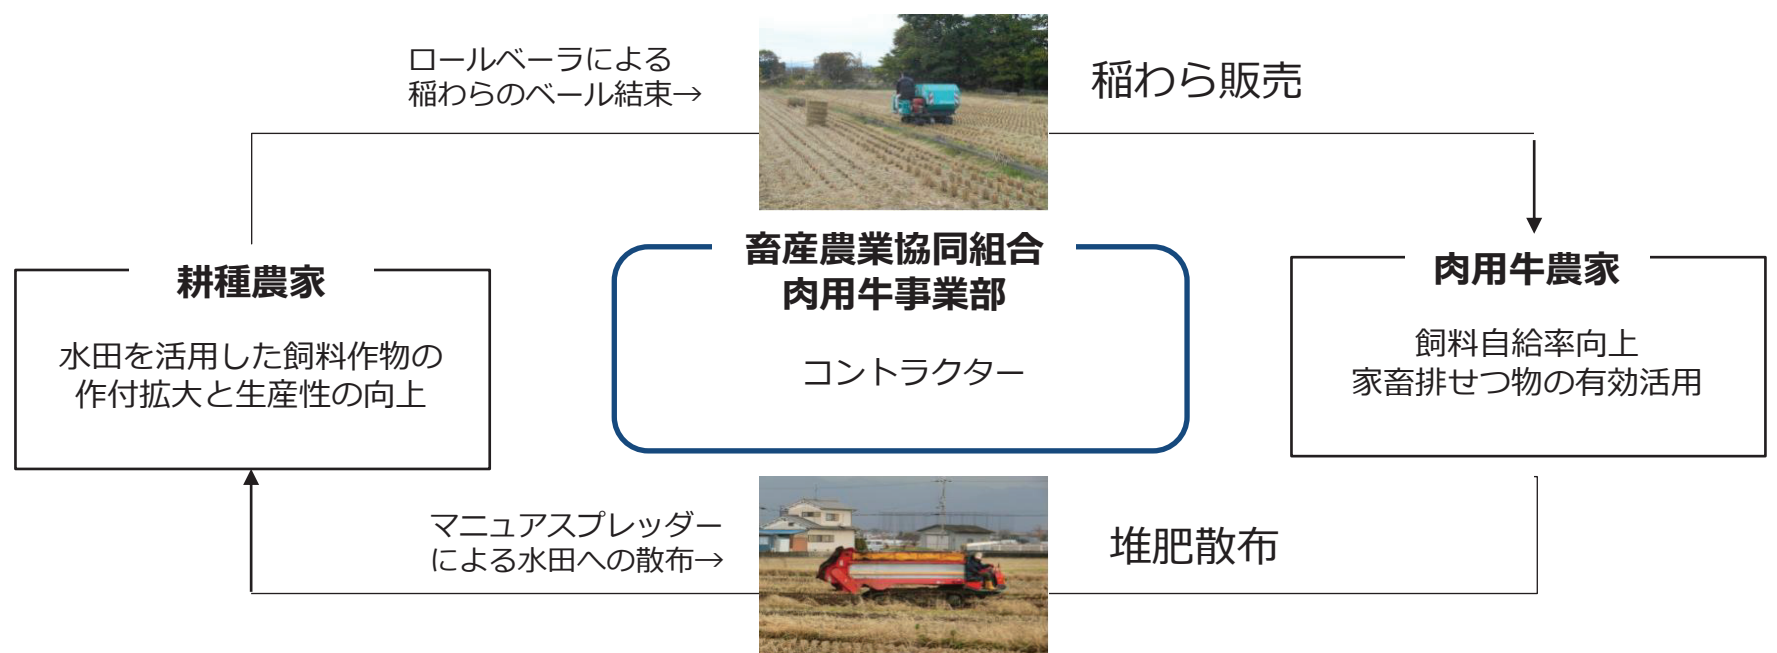 ロールベーラによる
稲わらのベール結束→
稲わら販売
耕種農家
水田を活用した飼料作物の
作付拡大と生産性の向上
畜産農業協同組合
肉用牛事業部
コントラクター
肉用牛農家
飼料自給率向上
家畜排せつ物の有効活用
マニュアスプレッダー
による水田への散布→
堆肥散布